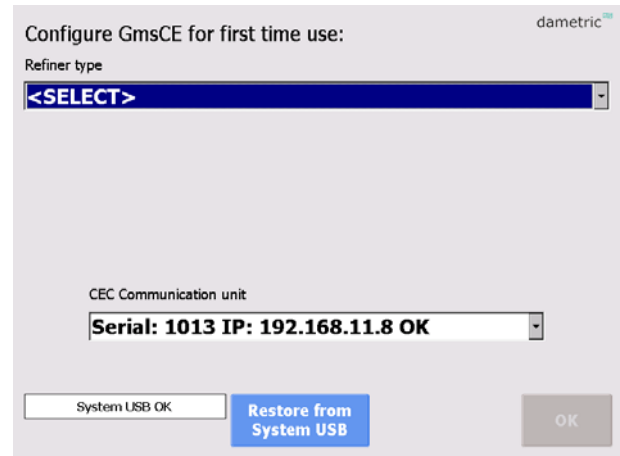 dametric
Configure GmsCE for first time use:
Refiner type
<SELECT>
CEC Communication unit
Serial: 1013 IP: 192.168.11.8 OK
System USB OK
Restore from
System USB
OK